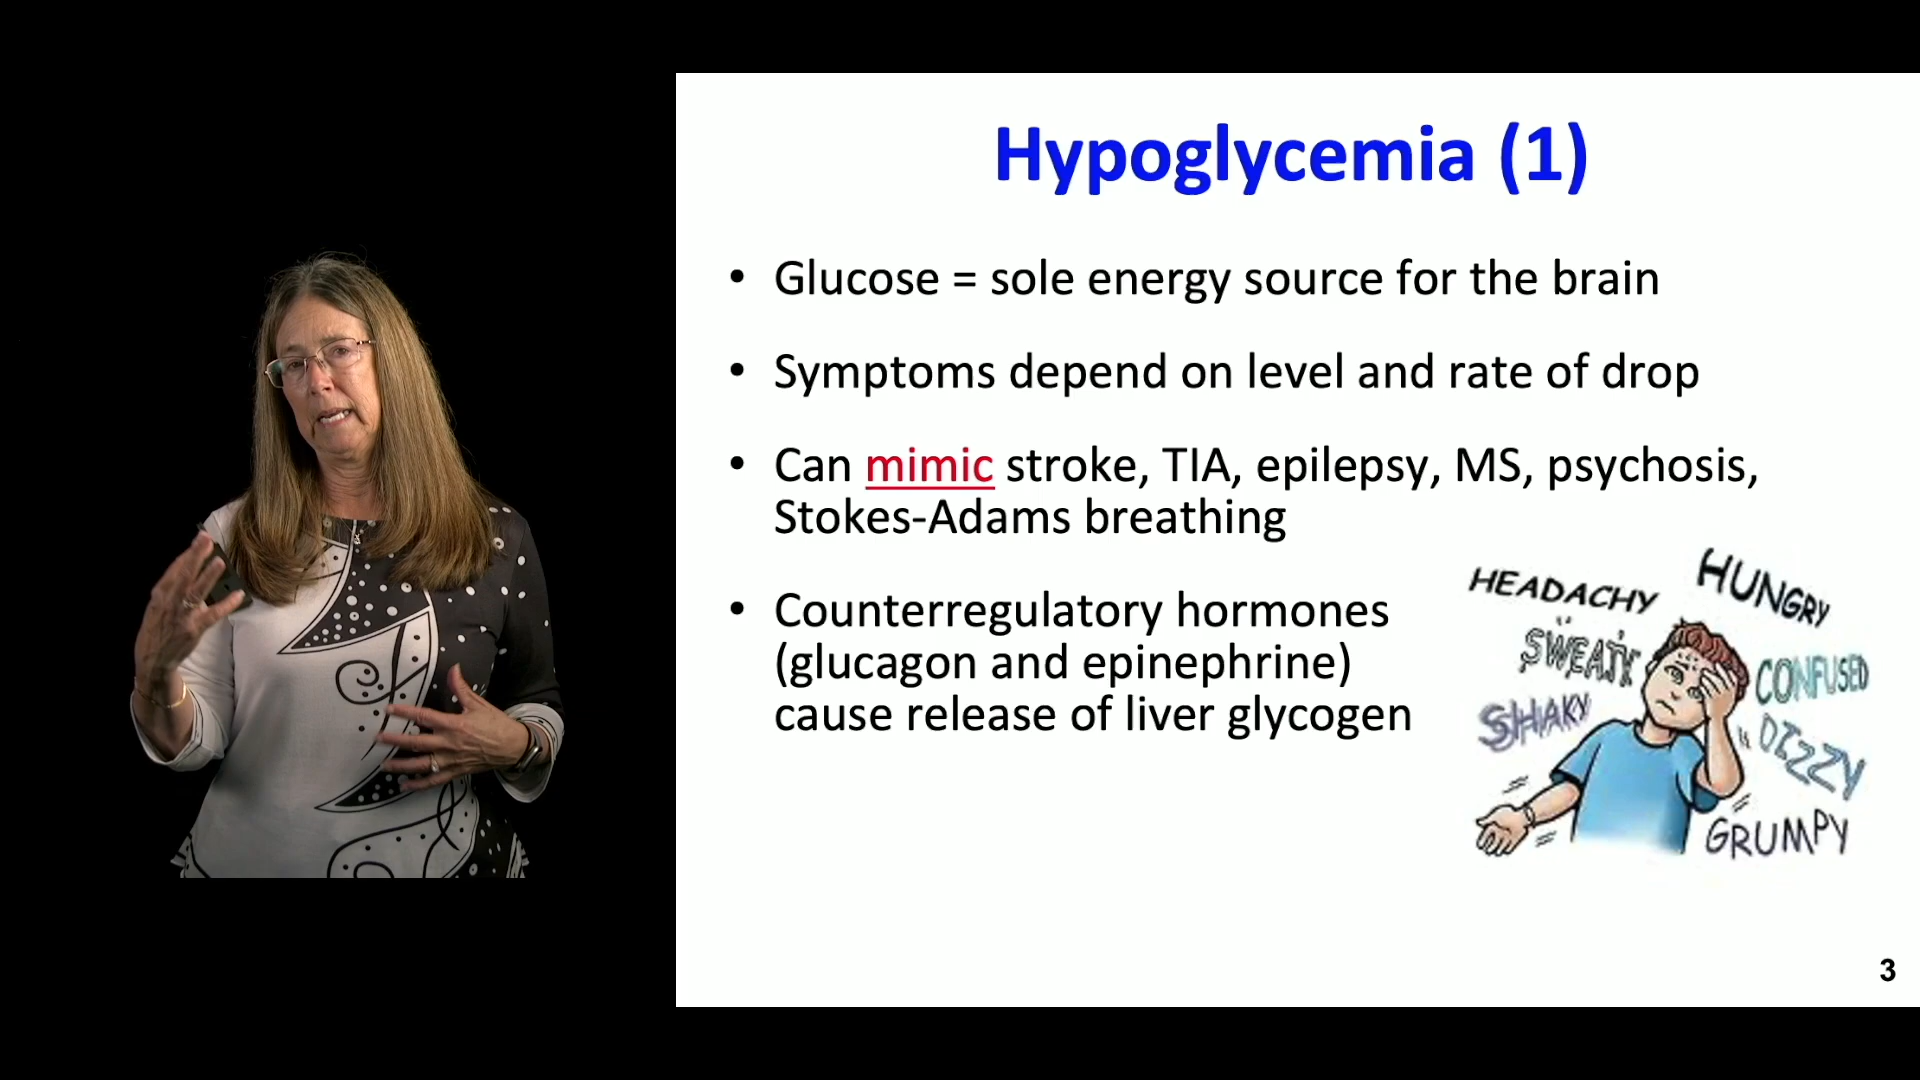 Hypoglycemia (1)
• Glucose = sole energy source for the brain
• Symptoms depend on level and rate of drop
• Can mimic stroke, TIA, epilepsy, MS, psychosis,
Stokes-Adams breathing
• Counterregulatory hormones
(glucagon and epinephrine)
cause release of liver glycogen
HEADACHY
HUNGRY
SWEATY
CONFUSED
SHAKY
DIZZY
GRUMPY
3